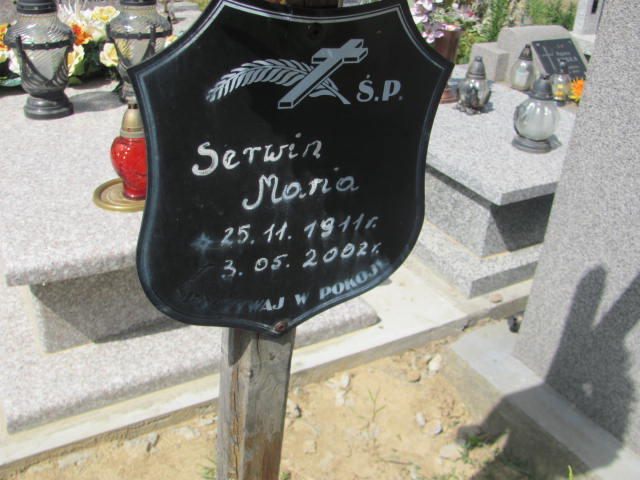 Ś.P.
Serwin
Maria
25. 11. 1911r.
3. 05. 2002r.
W POKOJU